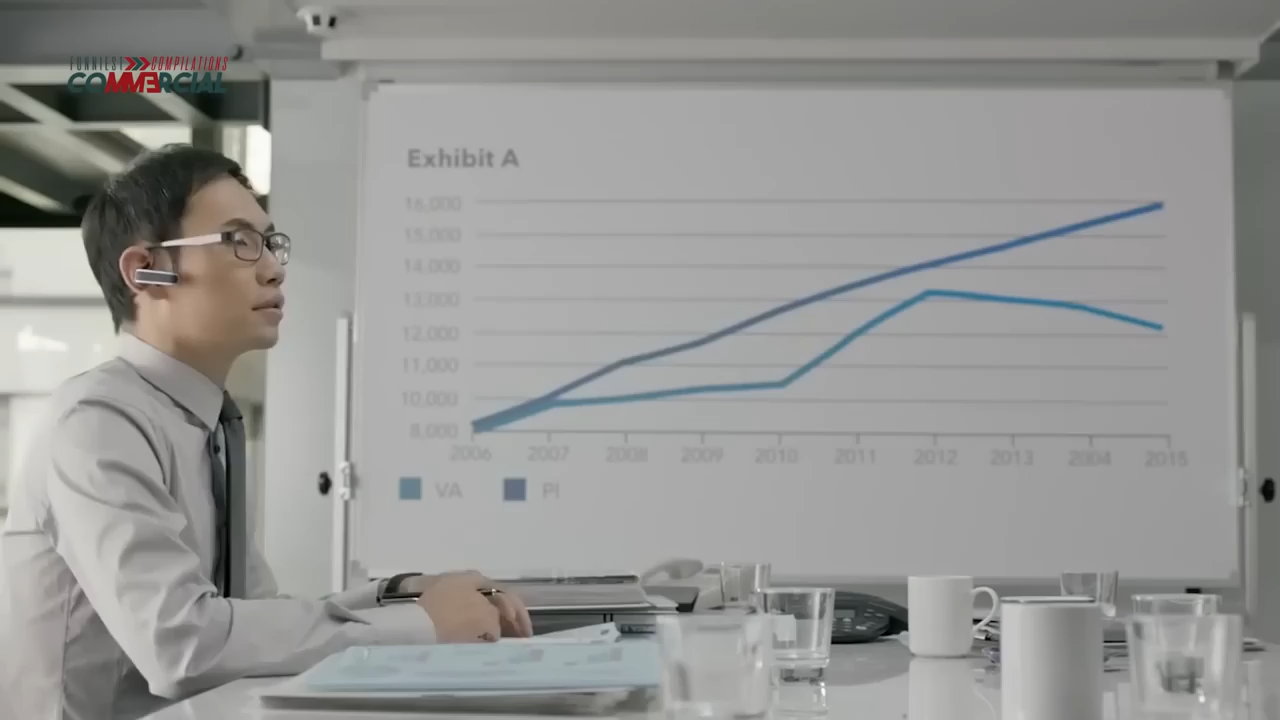 FUNNIEST COMPILATIONS
COMMERCIAL
Exhibit A
16,000
15,000
14,000
13,000
12,000
11,000
10,000
8,000
2006 2007 2008 2009 2010 2011 2012 2013 2004 2015
VA PI